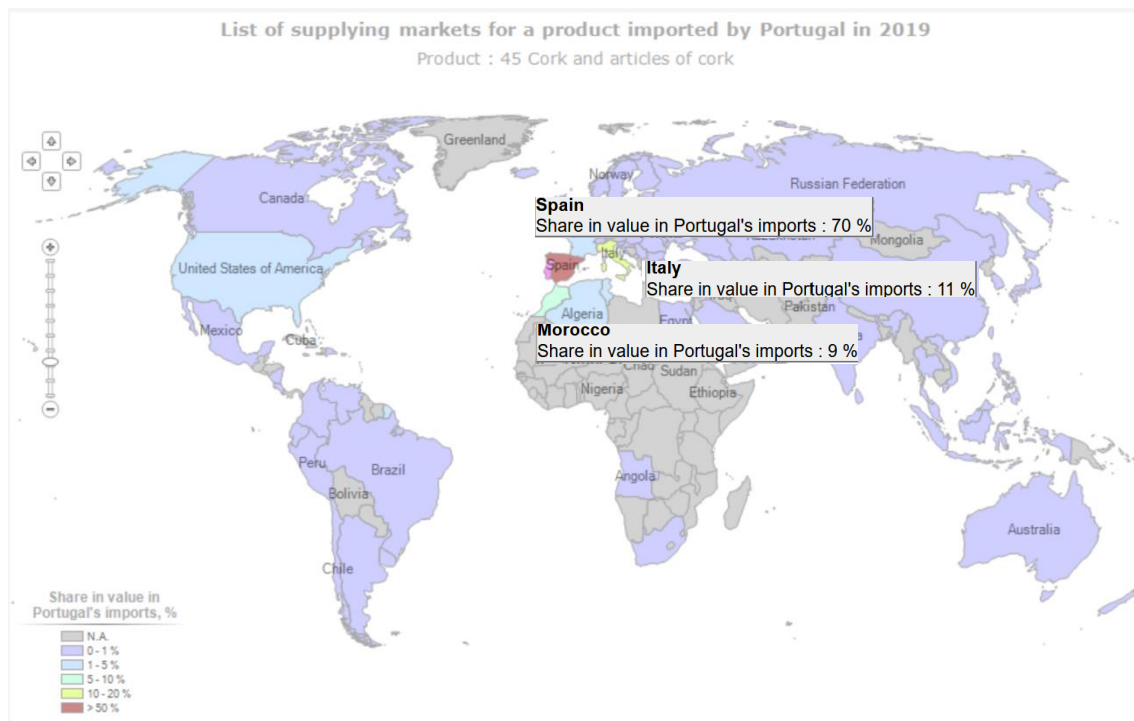 List of supplying markets for a product imported by Portugal in 2019
Product : 45 Cork and articles of cork
Greenland
Norway
Canada
Russian Federation
Spain
Share in value in Portugal's imports : 70 %
Mongolia
United States of America
Spain
Italy
Italy
Share in value in Portugal's imports : 11 %
Pakistan
Algeria
Egypt
Mexico
Cuba
Morocco
Share in value in Portugal's imports : 9 %
Chad
Sudan
Nigeria
Ethiopia
Peru
Brazil
Bolivia
Angola
Australia
Chile
Share in value in
Portugal's imports, %
N.A.
0 - 1 %
1 - 5 %
5 - 10 %
10 - 20 %
> 50 %